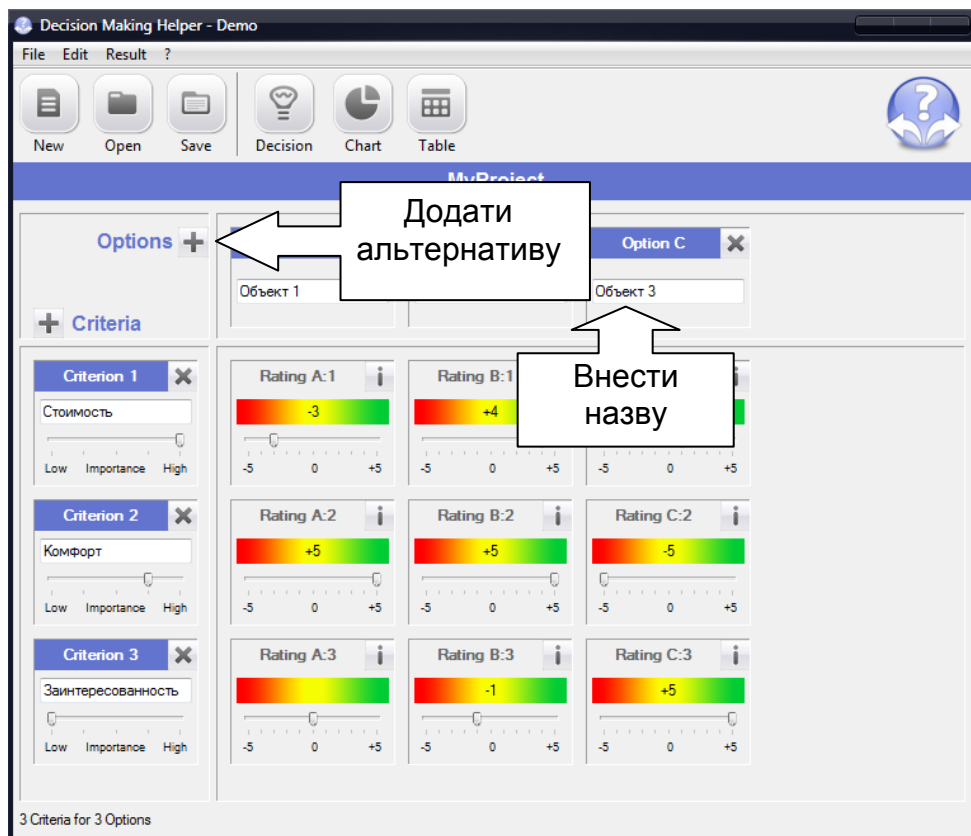 Decision Making Helper - Demo
File Edit Result ?
New Open Save Decision Chart Table
MyProject
Options
Додати
альтернативу
Option C
Объект 1
Объект 3
Criteria
Внести
назву
Criterion 1
Rating A:1
Rating B:1
Стоимость
-3
+4
Low Importance High
-5 0 +5
-5 0 +5
-5 0 +5
Criterion 2
Rating A:2
Rating B:2
Rating C:2
Комфорт
+5
+5
-5
Low Importance High
-5 0 +5
-5 0 +5
-5 0 +5
Criterion 3
Rating A:3
Rating B:3
Rating C:3
Заинтересованность
-1
+5
Low Importance High
-5 0 +5
-5 0 +5
-5 0 +5
3 Criteria for 3 Options